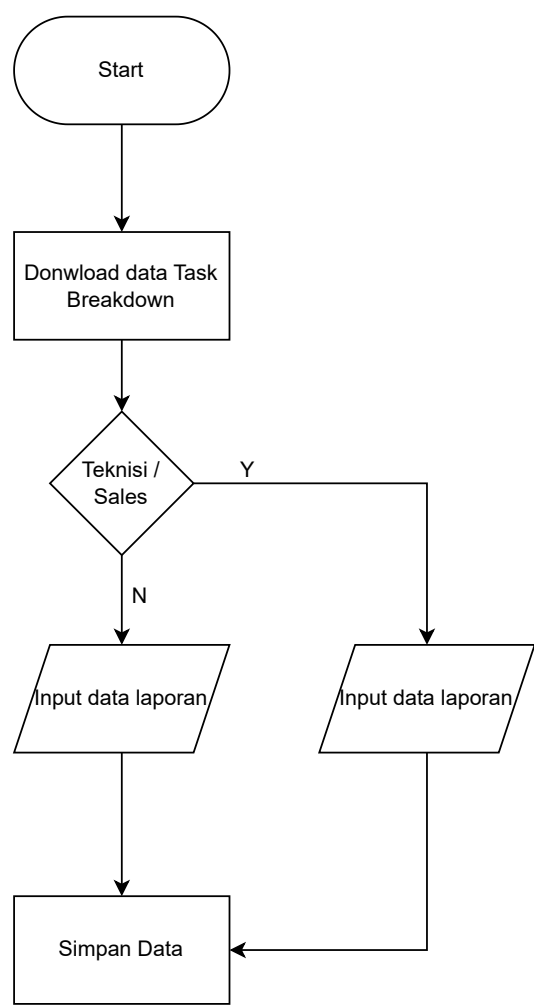 Start
Donwload data Task
Breakdown
Teknisi /
Sales
Y
N
Input data laporan
Input data laporan
Simpan Data